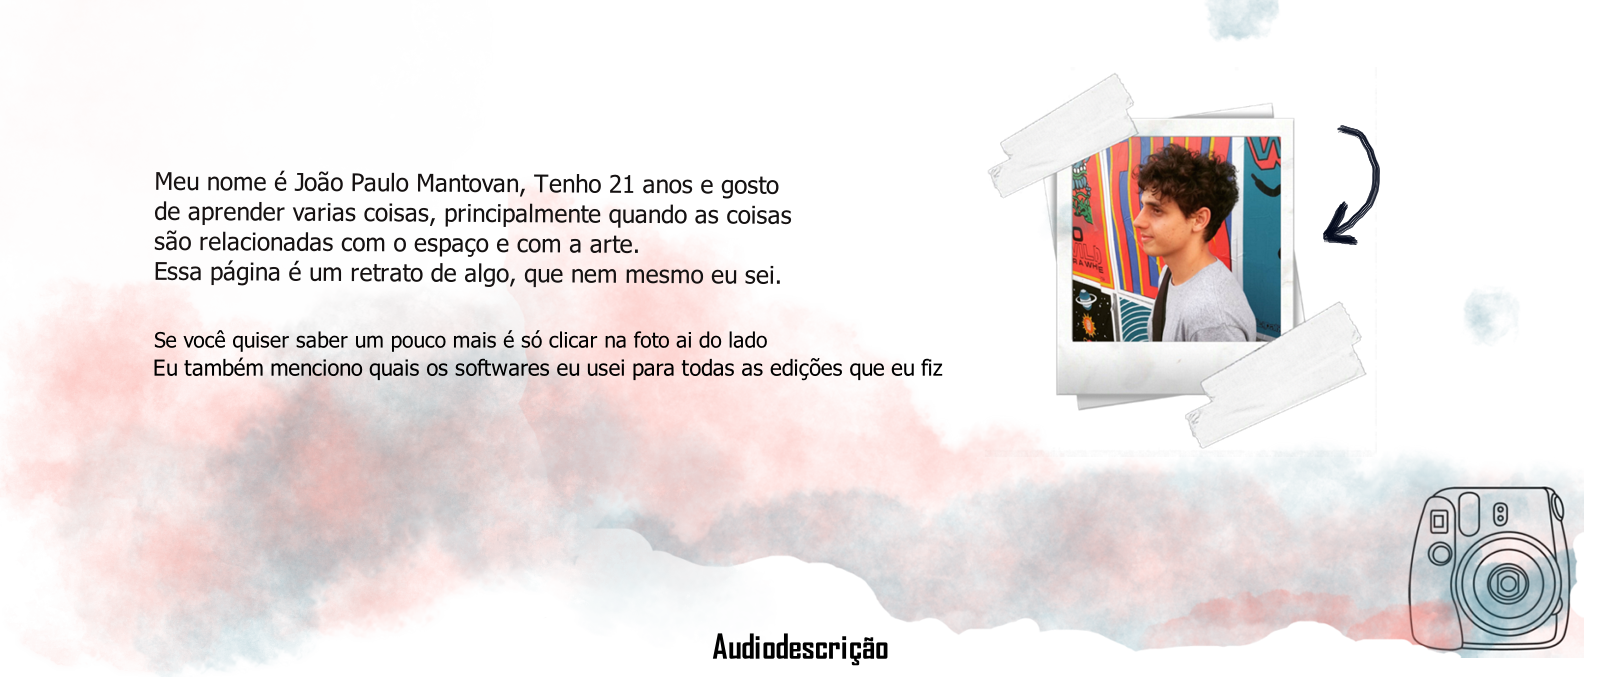 Meu nome é João Paulo Mantovan, Tenho 21 anos e gosto
de aprender varias coisas, principalmente quando as coisas
são relacionadas com o espaço e com a arte.
Essa página é um retrato de algo, que nem mesmo eu sei.
Se você quiser saber um pouco mais é só clicar na foto ai do lado
Eu também menciono quais os softwares eu usei para todas as edições que eu fiz
Audiodescrição